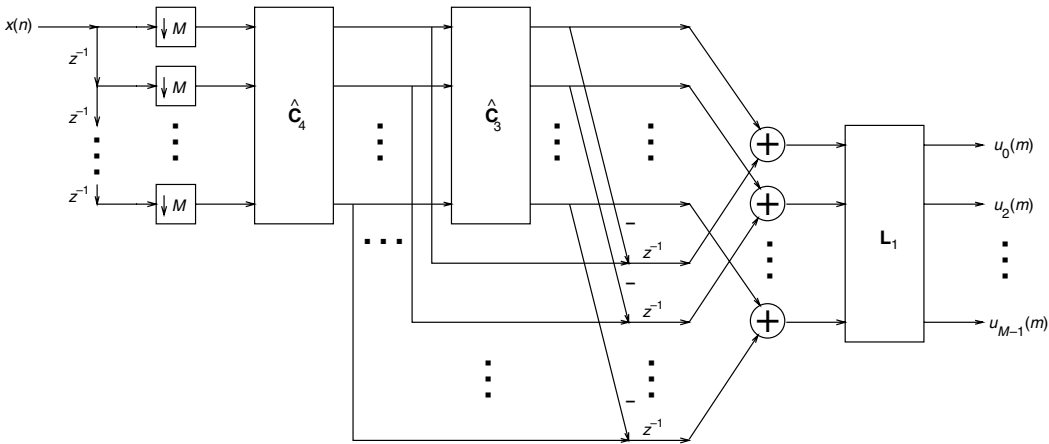 x(n)
↓ M
z⁻¹
↓ M
z⁻¹
z⁻¹
↓ M
Ĉ₄
Ĉ₃
–
z⁻¹
–
z⁻¹
–
z⁻¹
+
+
+
L₁
u₀(m)
u₂(m)
u_{M–1}(m)